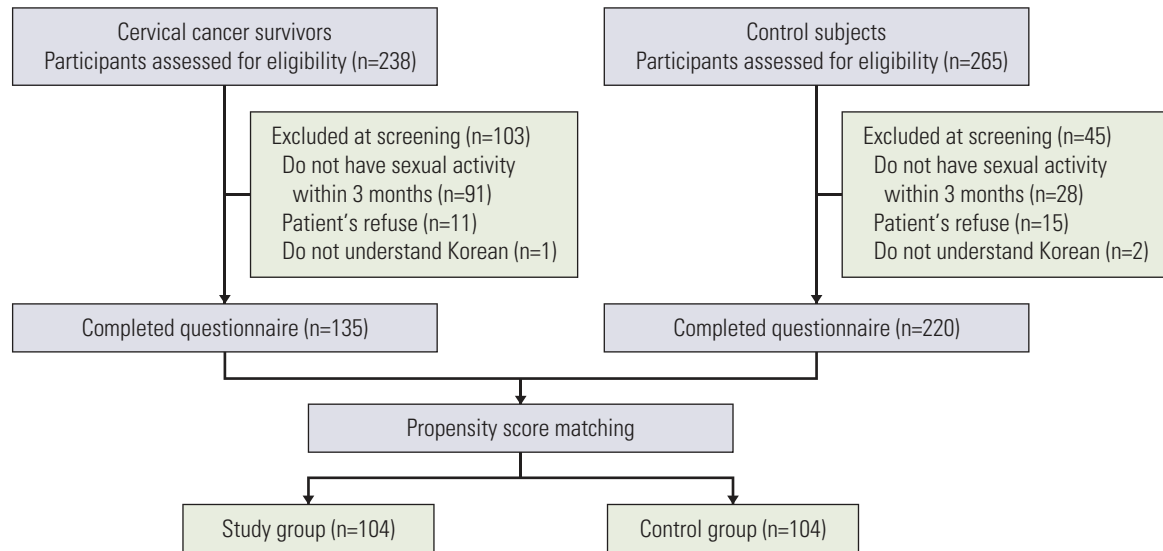 Cervical cancer survivors
Participants assessed for eligibility (n=238)
Control subjects
Participants assessed for eligibility (n=265)
Excluded at screening (n=103)
Do not have sexual activity
within 3 months (n=91)
Patient's refuse (n=11)
Do not understand Korean (n=1)
Excluded at screening (n=45)
Do not have sexual activity
within 3 months (n=28)
Patient's refuse (n=15)
Do not understand Korean (n=2)
Completed questionnaire (n=135)
Completed questionnaire (n=220)
Propensity score matching
Study group (n=104)
Control group (n=104)